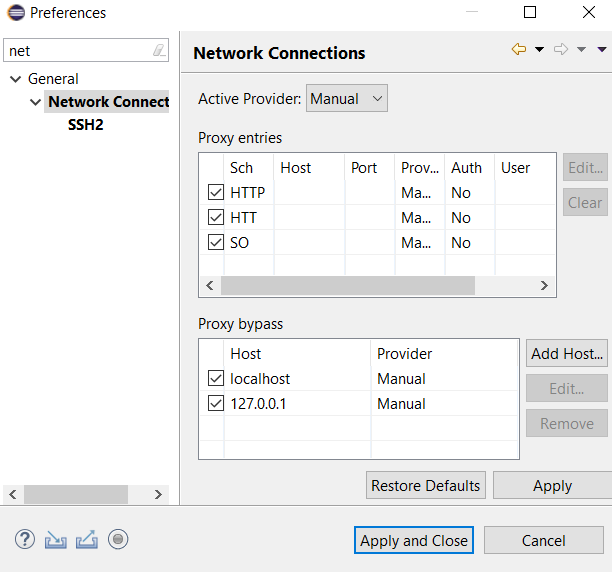 Preferences
net
General
Network Connect
SSH2
Network Connections
Active Provider: Manual
Proxy entries
Sch Host Port Prov... Auth User
HTTP Ma... No
HTT Ma... No
SO Ma... No
Edit...
Clear
Proxy bypass
Host Provider
localhost Manual
127.0.0.1 Manual
Add Host...
Edit...
Remove
Restore Defaults Apply
Apply and Close Cancel